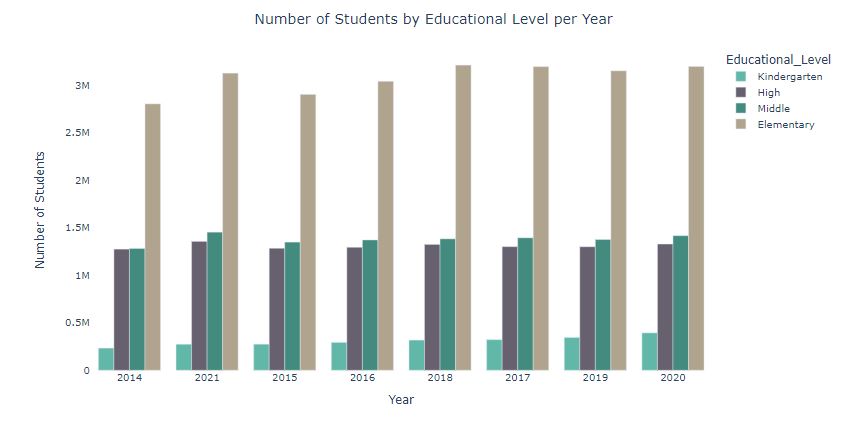 Number of Students by Educational Level per Year
Educational_Level
Kindergarten
High
Middle
Elementary
Number of Students
3M
2.5M
2M
1.5M
1M
0.5M
0
2014
2021
2015
2016
2018
2017
2019
2020
Year